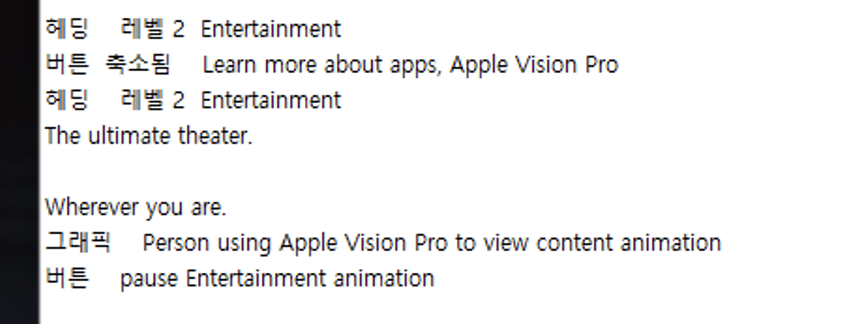 헤딩 레벨 2 Entertainment
버튼 축소됨 Learn more about apps, Apple Vision Pro
헤딩 레벨 2 Entertainment
The ultimate theater.
Wherever you are.
그래픽 Person using Apple Vision Pro to view content animation
버튼 pause Entertainment animation